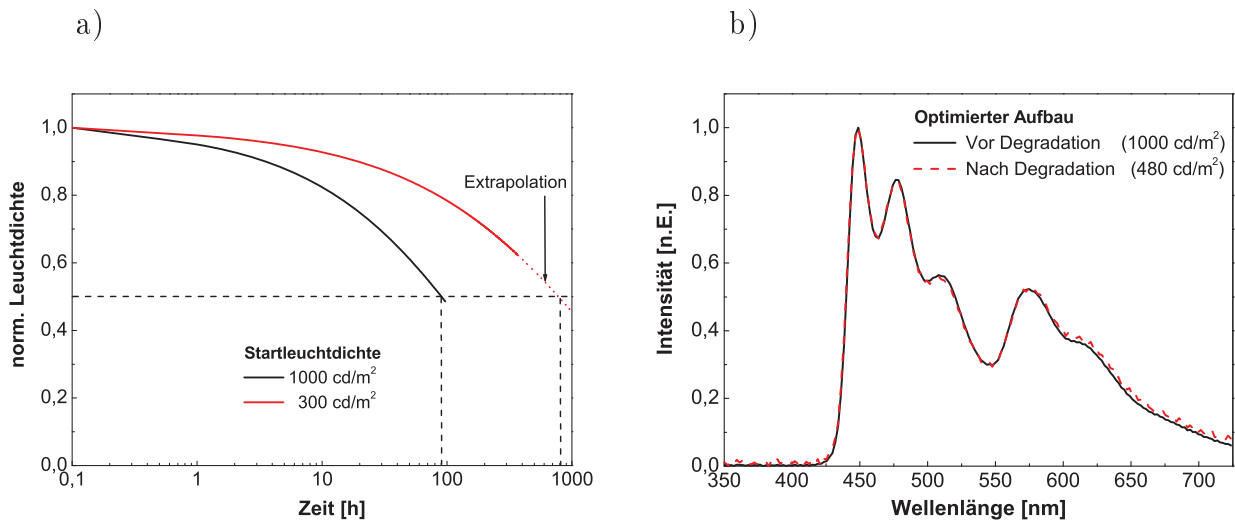 a)
norm. Leuchtdichte
1,0
0,8
0,6
0,4
0,2
0,0
0,1
1
10
100
1000
Zeit [h]
Extrapolation
Startleuchtdichte
1000 cd/m²
300 cd/m²
b)
Intensität [n.E.]
1,0
0,8
0,6
0,4
0,2
0,0
350
400
450
500
550
600
650
700
Wellenlänge [nm]
Optimierter Aufbau
Vor Degradation (1000 cd/m²)
Nach Degradation (480 cd/m²)